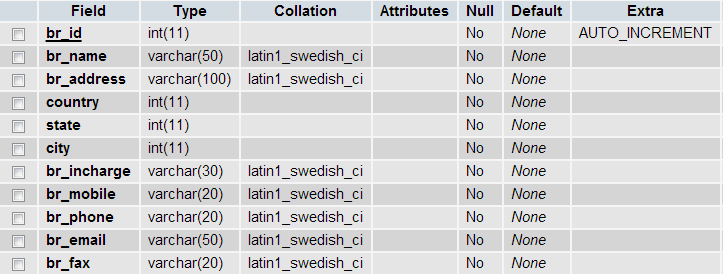 Field Type Collation Attributes Null Default Extra
br_id int(11) No None AUTO_INCREMENT
br_name varchar(50) latin1_swedish_ci No None
br_address varchar(100) latin1_swedish_ci No None
country int(11) No None
state int(11) No None
city int(11) No None
br_incharge varchar(30) latin1_swedish_ci No None
br_mobile varchar(20) latin1_swedish_ci No None
br_phone varchar(20) latin1_swedish_ci No None
br_email varchar(50) latin1_swedish_ci No None
br_fax varchar(20) latin1_swedish_ci No None